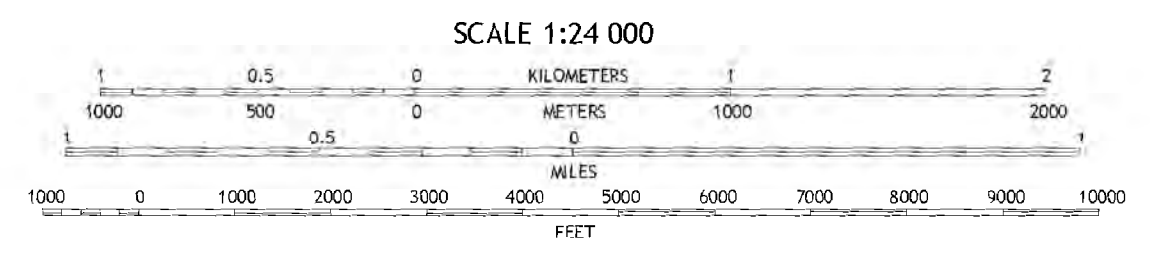 SCALE 1:24 000
1 0.5 0 KILOMETERS 1 2
1000 500 0 METERS 1000 2000
1 0.5 0 1
MILES
1000 0 1000 2000 3000 4000 5000 6000 7000 8000 9000 10000
FEET